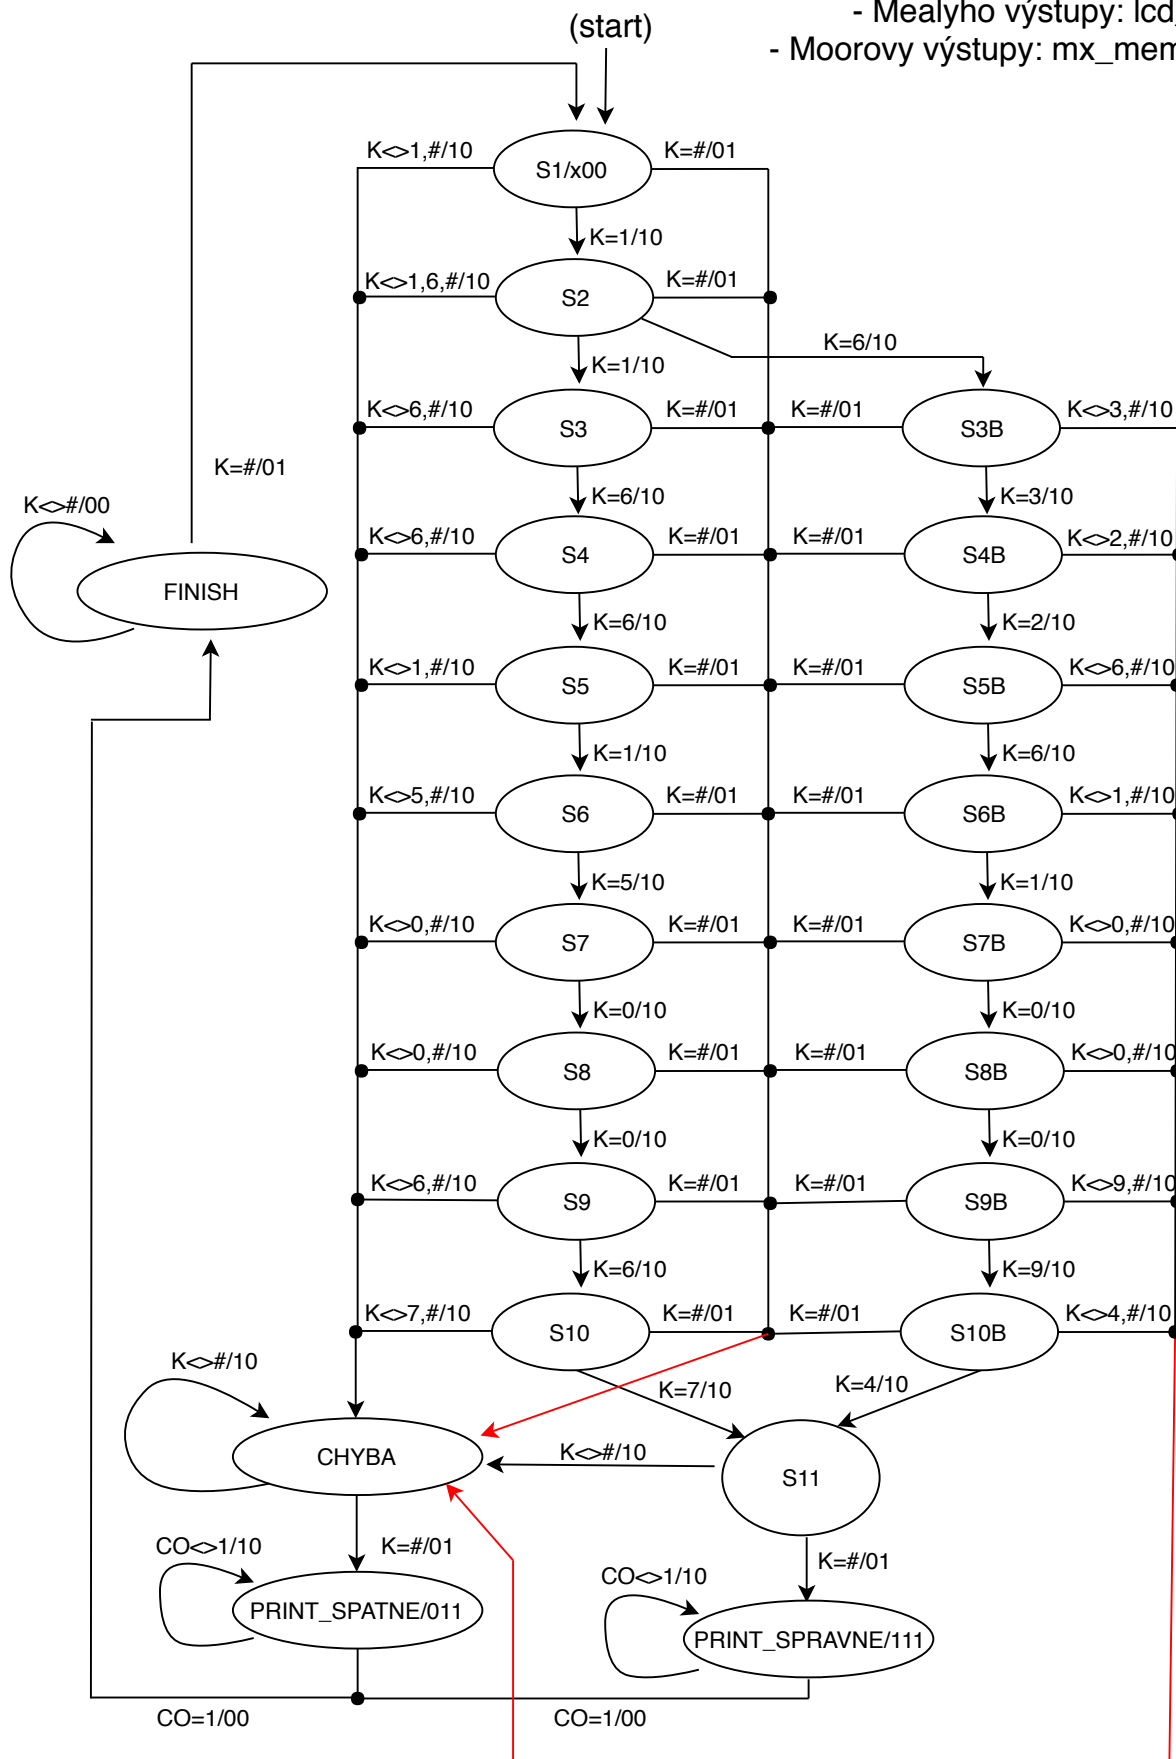 (start)
- Mealyho výstupy:
- Moorovy výstupy:
K<>1,#/10
S1/x00
K=#/01
K=1/10
K<>1,6,#/10
S2
K=#/01
K=6/10
K=1/10
K<>6,#/10
S3
K=#/01
K=#/01
S3B
K<>3,#/10
K=#/01
K=6/10
K=3/10
K<>#/00
K<>6,#/10
S4
K=#/01
K=#/01
S4B
K<>2,#/10
FINISH
K=6/10
K=2/10
K<>1,#/10
S5
K=#/01
K=#/01
S5B
K<>6,#/10
K=1/10
K=6/10
K<>5,#/10
S6
K=#/01
K=#/01
S6B
K<>1,#/10
K=5/10
K=1/10
K<>0,#/10
S7
K=#/01
K=#/01
S7B
K<>0,#/10
K=0/10
K=0/10
K<>0,#/10
S8
K=#/01
K=#/01
S8B
K<>0,#/10
K=0/10
K=0/10
K<>6,#/10
S9
K=#/01
K=#/01
S9B
K<>9,#/10
K=6/10
K=9/10
K<>7,#/10
S10
K=#/01
K=#/01
S10B
K<>4,#/10
K<>#/10
K=7/10
K=4/10
CHYBA
K<>#/10
S11
CO<>1/10
K=#/01
K=#/01
CO<>1/10
PRINT_SPATNE/011
PRINT_SPRAVNE/111
CO=1/00
CO=1/00